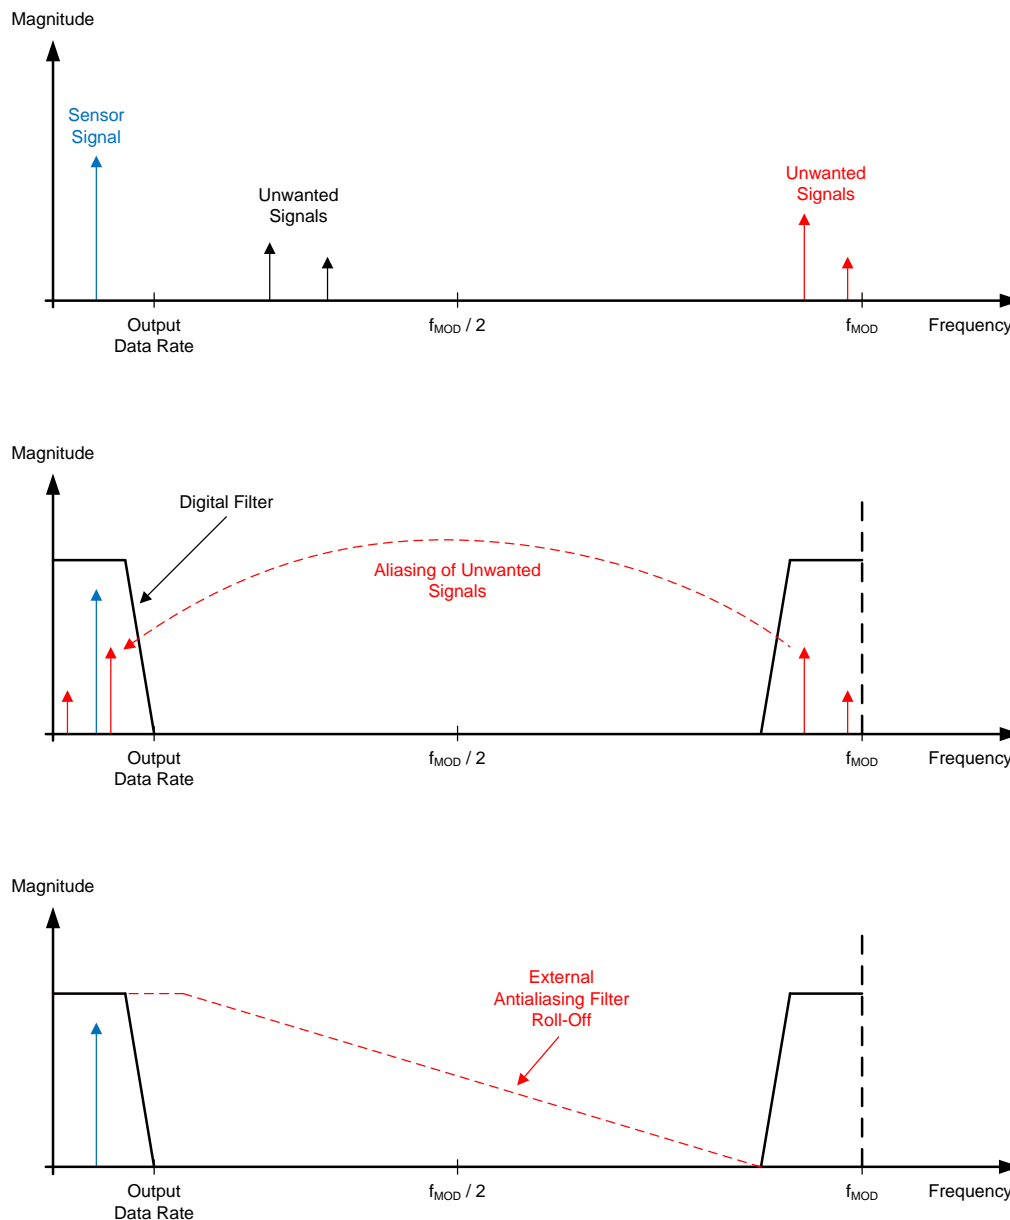 Magnitude
Sensor
Signal
Unwanted
Signals
Unwanted
Signals
Output
Data Rate
fMOD / 2
fMOD
Frequency
Magnitude
Digital Filter
Aliasing of Unwanted
Signals
Output
Data Rate
fMOD / 2
fMOD
Frequency
Magnitude
External
Antialiasing Filter
Roll-Off
Output
Data Rate
fMOD / 2
fMOD
Frequency